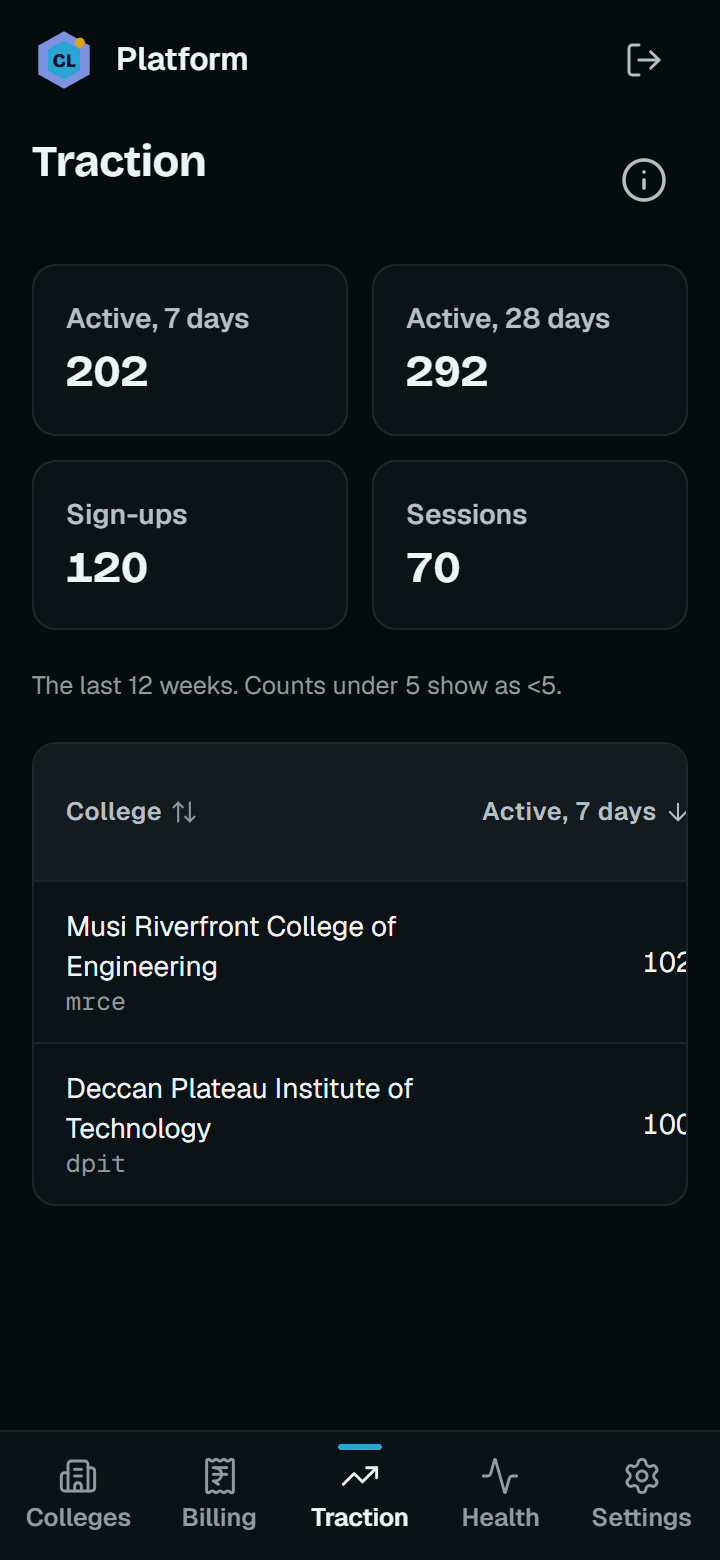 CL Platform
Traction
Active, 7 days
202
Active, 28 days
292
Sign-ups
120
Sessions
70
The last 12 weeks. Counts under 5 show as <5.
College Active, 7 days
Musi Riverfront College of
Engineering
mrce
102
Deccan Plateau Institute of
Technology
dpit
100
Colleges Billing Traction Health Settings